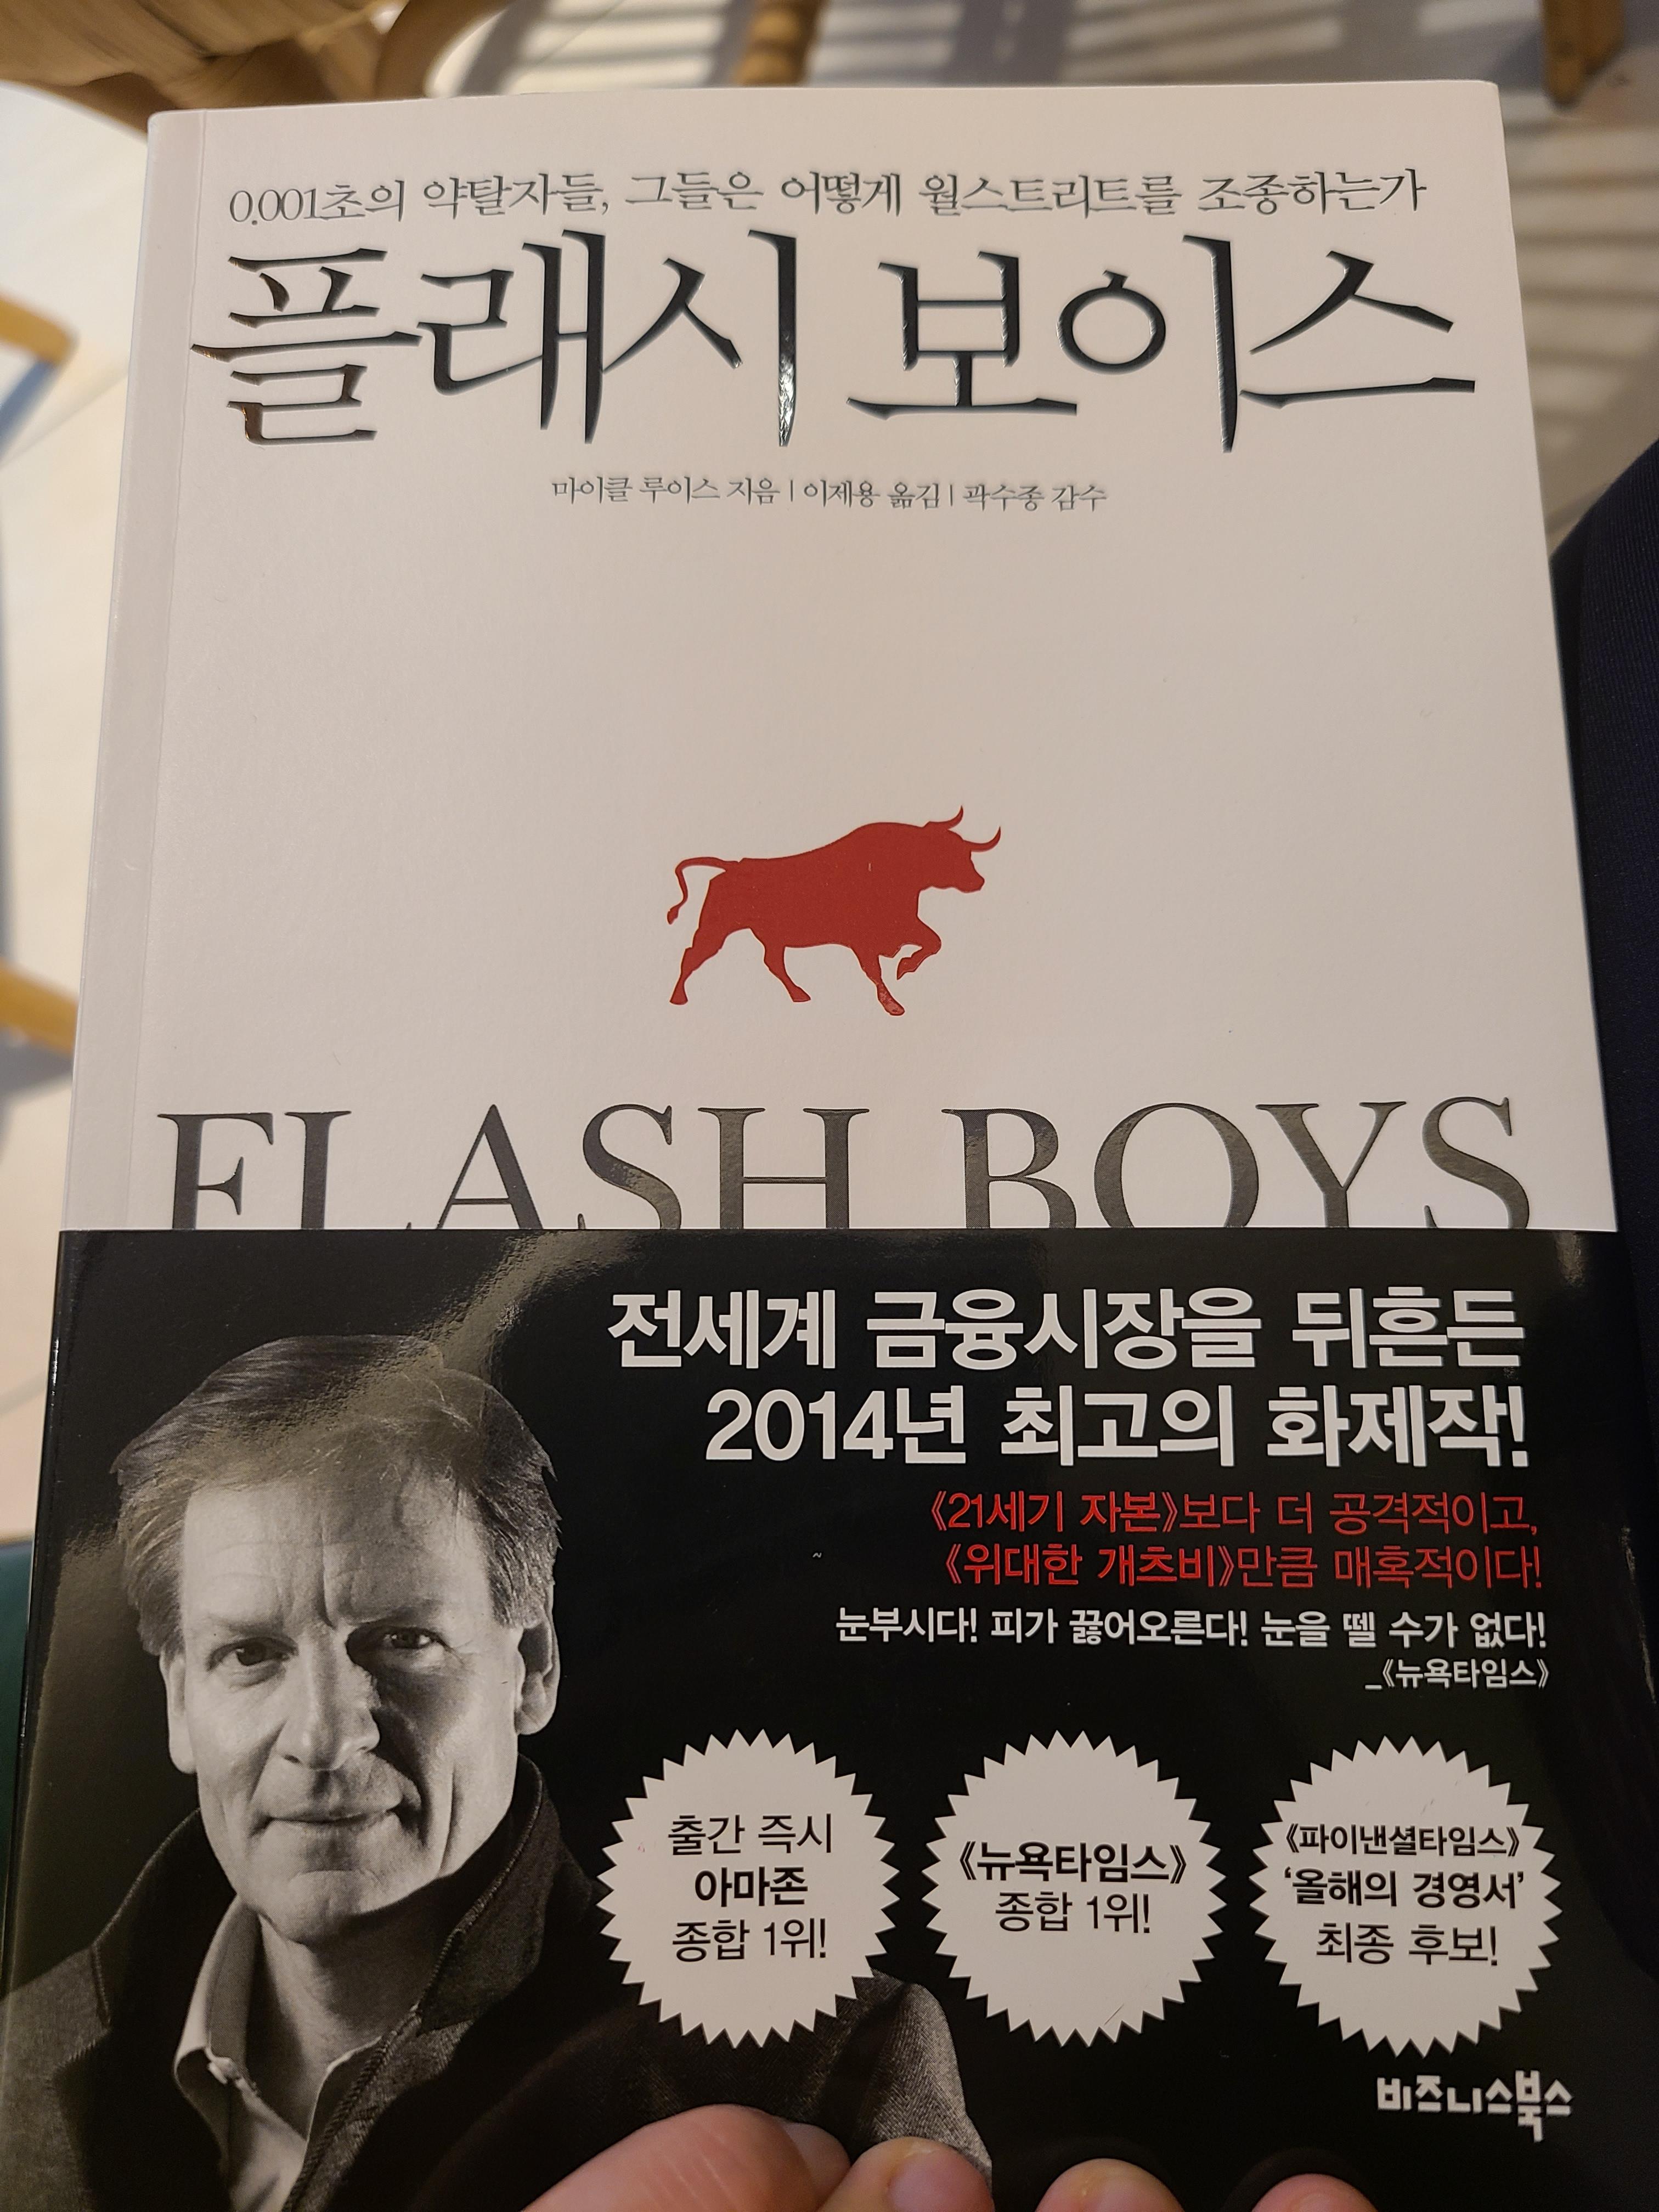 0.001초의 약탈자들, 그들은 어떻게 월스트리트를 조종하는가
플래시 보이스
마이클 루이스 지음 | 이제용 옮김 | 곽수종 감수
FLASH BOYS
전세계 금융시장을 뒤흔든
2014년 최고의 화제작!
《21세기 자본》보다 더 공격적이고,
《위대한 개츠비》만큼 매혹적이다!
눈부시다! 피가 끓어오른다! 눈을 뗄 수가 없다!
_《뉴욕타임스》
출간 즉시
아마존
종합 1위!
《뉴욕타임스》
종합 1위!
《파이낸셜타임스》
‘올해의 경영서’
최종 후보!
비즈니스북스